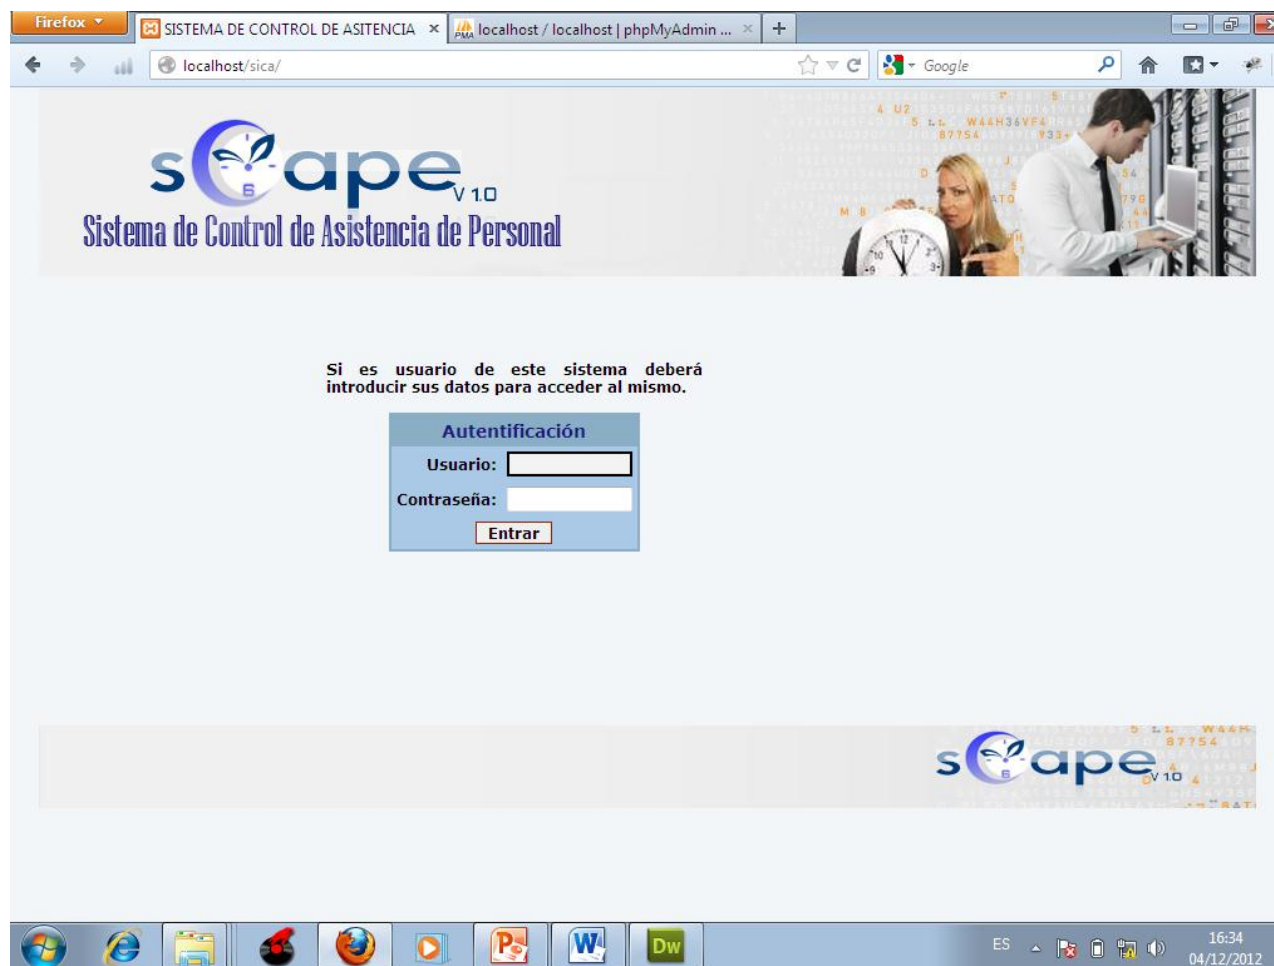 Firefox
SISTEMA DE CONTROL DE ASITENCIA
PMA localhost / localhost | phpMyAdmin ...
localhost/sica/
Google
sCape
V 1.0
Sistema de Control de Asistencia de Personal
Si es usuario de este sistema deberá
introducir sus datos para acceder al mismo.
Autentificación
Usuario:
Contraseña:
Entrar
sCape
V 1.0
Dw
ES
16:34
04/12/2012